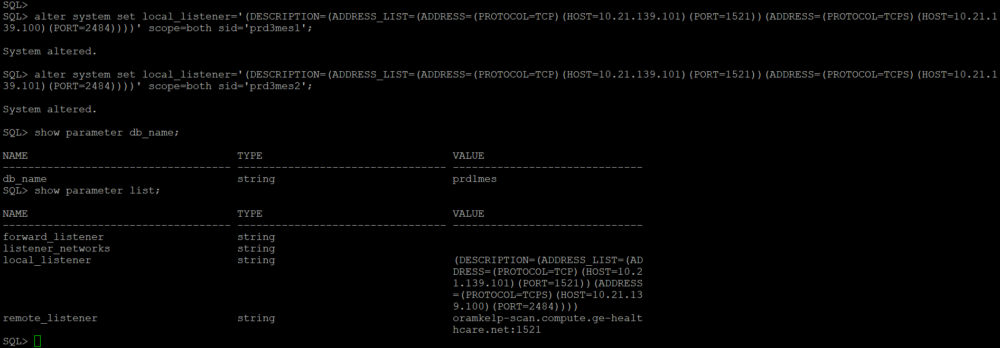 SQL>
SQL> alter system set local_listener='(DESCRIPTION=(ADDRESS_LIST=(ADDRESS=(PROTOCOL=TCP)(HOST=10.21.139.101)(PORT=1521))(ADDRESS=(PROTOCOL=TCPS)(HOST=10.21.1
39.100)(PORT=2484))))' scope=both sid='prd3mes1';
System altered.
SQL> alter system set local_listener='(DESCRIPTION=(ADDRESS_LIST=(ADDRESS=(PROTOCOL=TCP)(HOST=10.21.139.101)(PORT=1521))(ADDRESS=(PROTOCOL=TCPS)(HOST=10.21.1
39.101)(PORT=2484))))' scope=both sid='prd3mes2';
System altered.
SQL> show parameter db_name;
NAME TYPE VALUE
------------------------------------ --------------------------------- ------------------------------
db_name string prd1mes
SQL> show parameter list;
NAME TYPE VALUE
------------------------------------ --------------------------------- ------------------------------
forward_listener string
listener_networks string
local_listener string (DESCRIPTION=(ADDRESS_LIST=(AD
DRESS=(PROTOCOL=TCP)(HOST=10.2
1.139.101)(PORT=1521))(ADDRESS
=(PROTOCOL=TCPS)(HOST=10.21.13
9.100)(PORT=2484))))
remote_listener string oramke1p-scan.compute.ge-healt
hcare.net:1521
SQL>